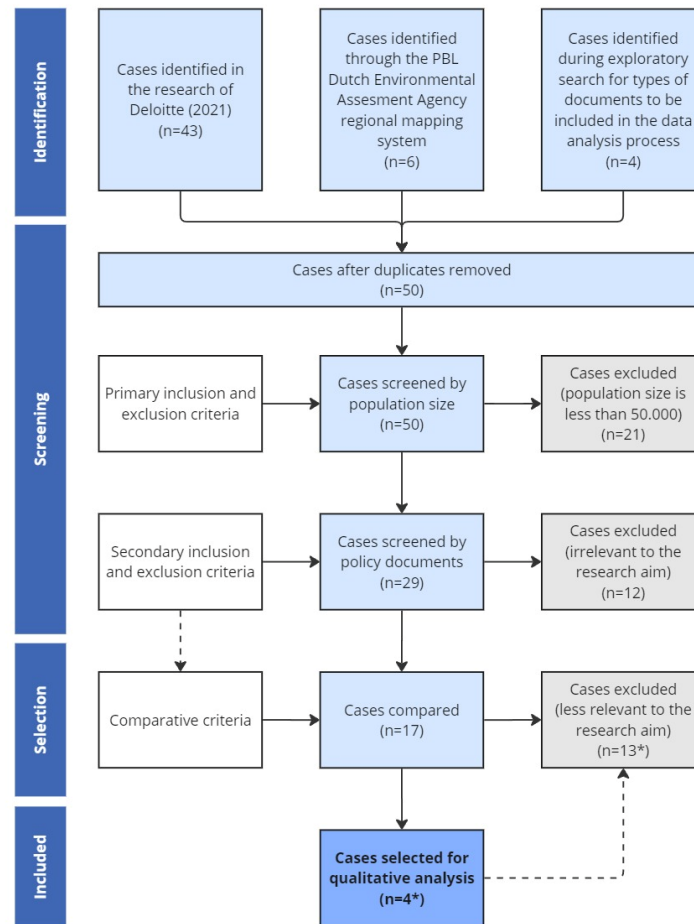 Identification
Cases identified in
the research of
Deloitte (2021)
(n=43)
Cases identified
through the PBL
Dutch Environmental
Assesment Agency
regional mapping
system
(n=6)
Cases identified
during exploratory
search for types of
documents to be
included in the data
analysis process
(n=4)
Screening
Cases after duplicates removed
(n=50)
Primary inclusion and
exclusion criteria
Cases screened by
population size
(n=50)
Cases excluded
(population size is
less than 50.000)
(n=21)
Secondary inclusion
and exclusion criteria
Cases screened by
policy documents
(n=29)
Cases excluded
(irrelevant to the
research aim)
(n=12)
Selection
Comparative criteria
Cases compared
(n=17)
Cases excluded
(less relevant to the
research aim)
(n=13*)
Included
Cases selected for
qualitative analysis
(n=4*)